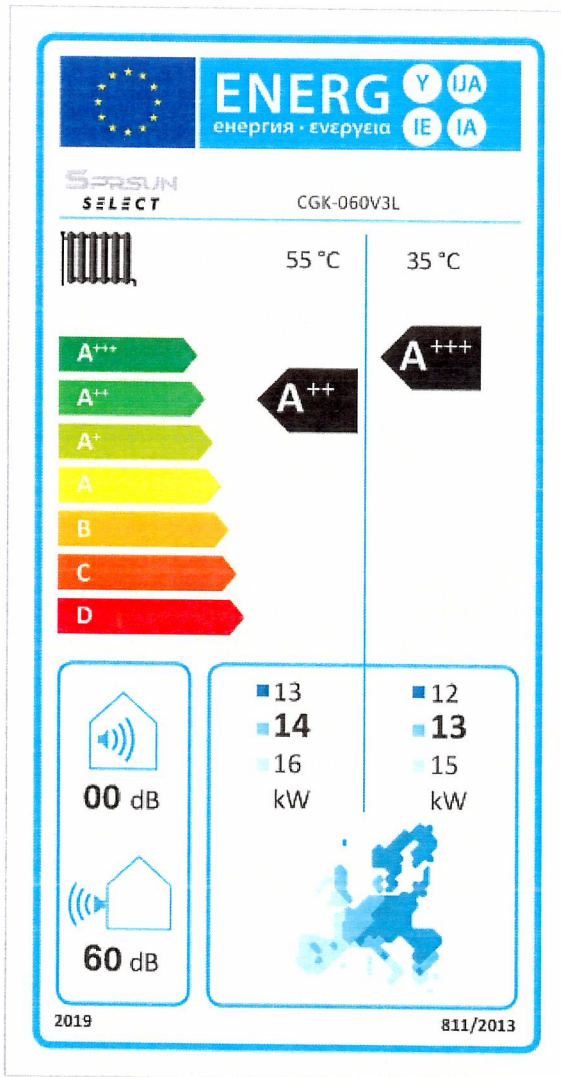 ENERG
Y IJA
IE IA
енергия · ενεργεια
SPRSUN
SELECT
CGK-060V3L
55 °C
35 °C
A+++
A++
A+
A
B
C
D
A++
A+++
00 dB
60 dB
13
14
16
kW
12
13
15
kW
2019
811/2013